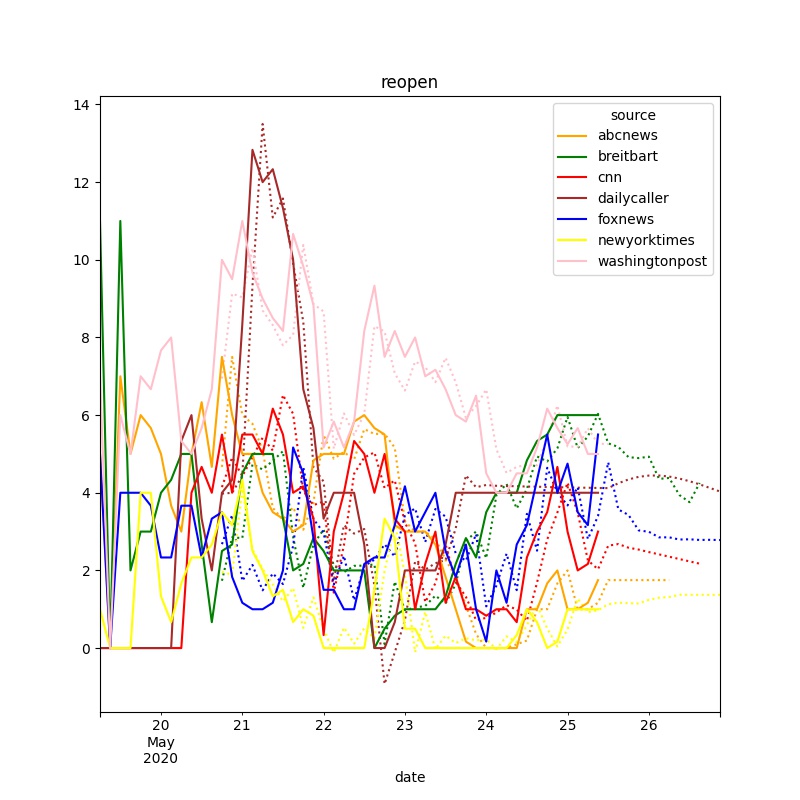 reopen
14
12
10
8
6
4
2
0
source
abcnews
breitbart
cnn
dailycaller
foxnews
newyorktimes
washingtonpost
20 21 22 23 24 25 26
May
2020
date